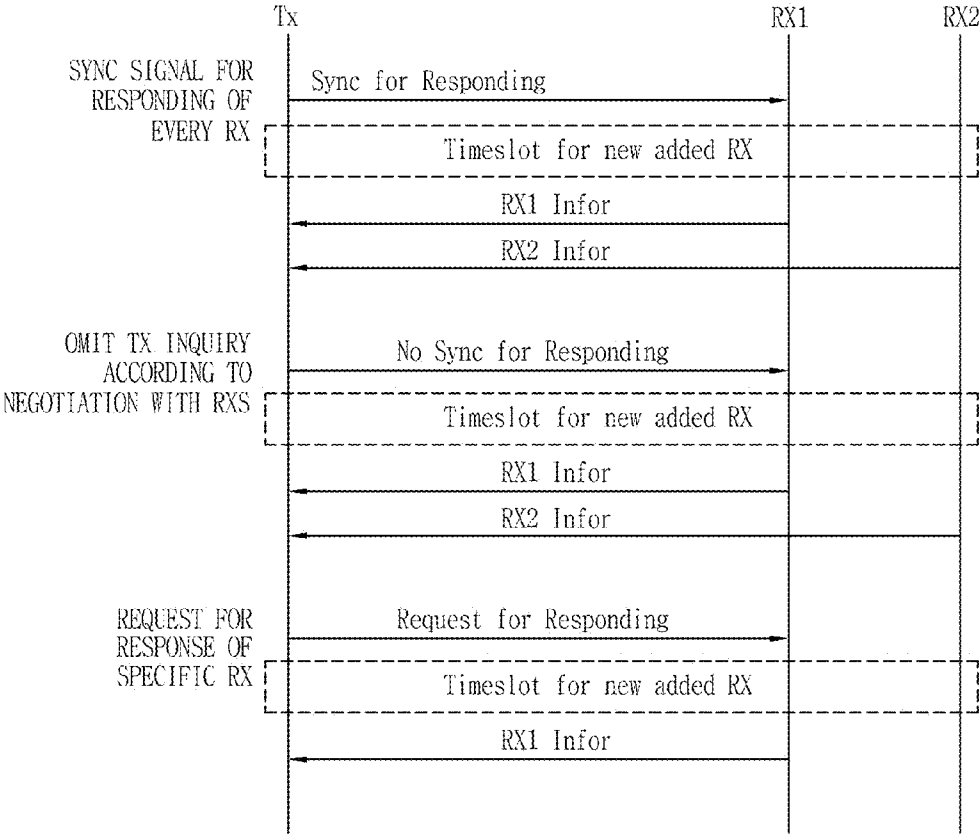 Tx RX1 RX2
SYNC SIGNAL FOR
RESPONDING OF
EVERY RX
Sync for Responding
Timeslot for new added RX
RX1 Infor
RX2 Infor
OMIT TX INQUIRY
ACCORDING TO
NEGOTIATION WITH RXS
No Sync for Responding
Timeslot for new added RX
RX1 Infor
RX2 Infor
REQUEST FOR
RESPONSE OF
SPECIFIC RX
Request for Responding
Timeslot for new added RX
RX1 Infor